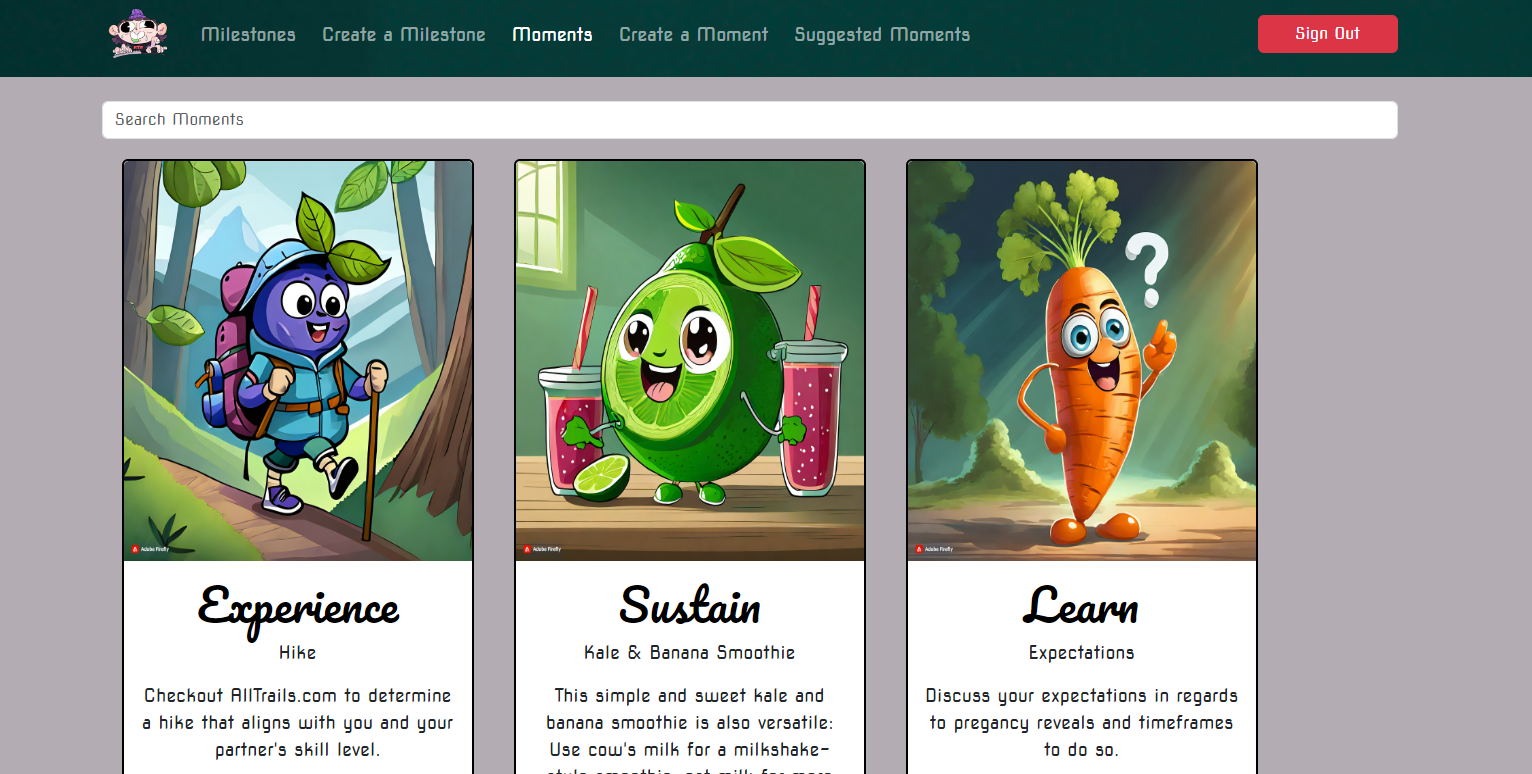 Milestones Create a Milestone Moments Create a Moment Suggested Moments Sign Out
Search Moments
Adobe Firefly
Adobe Firefly
Adobe Firefly
Experience
Hike
Checkout AllTrails.com to determine
a hike that aligns with you and your
partner's skill level.
Sustain
Kale & Banana Smoothie
This simple and sweet kale and
banana smoothie is also versatile:
Use cow's milk for a milkshake-
Learn
Expectations
Discuss your expectations in regards
to pregancy reveals and timeframes
to do so.